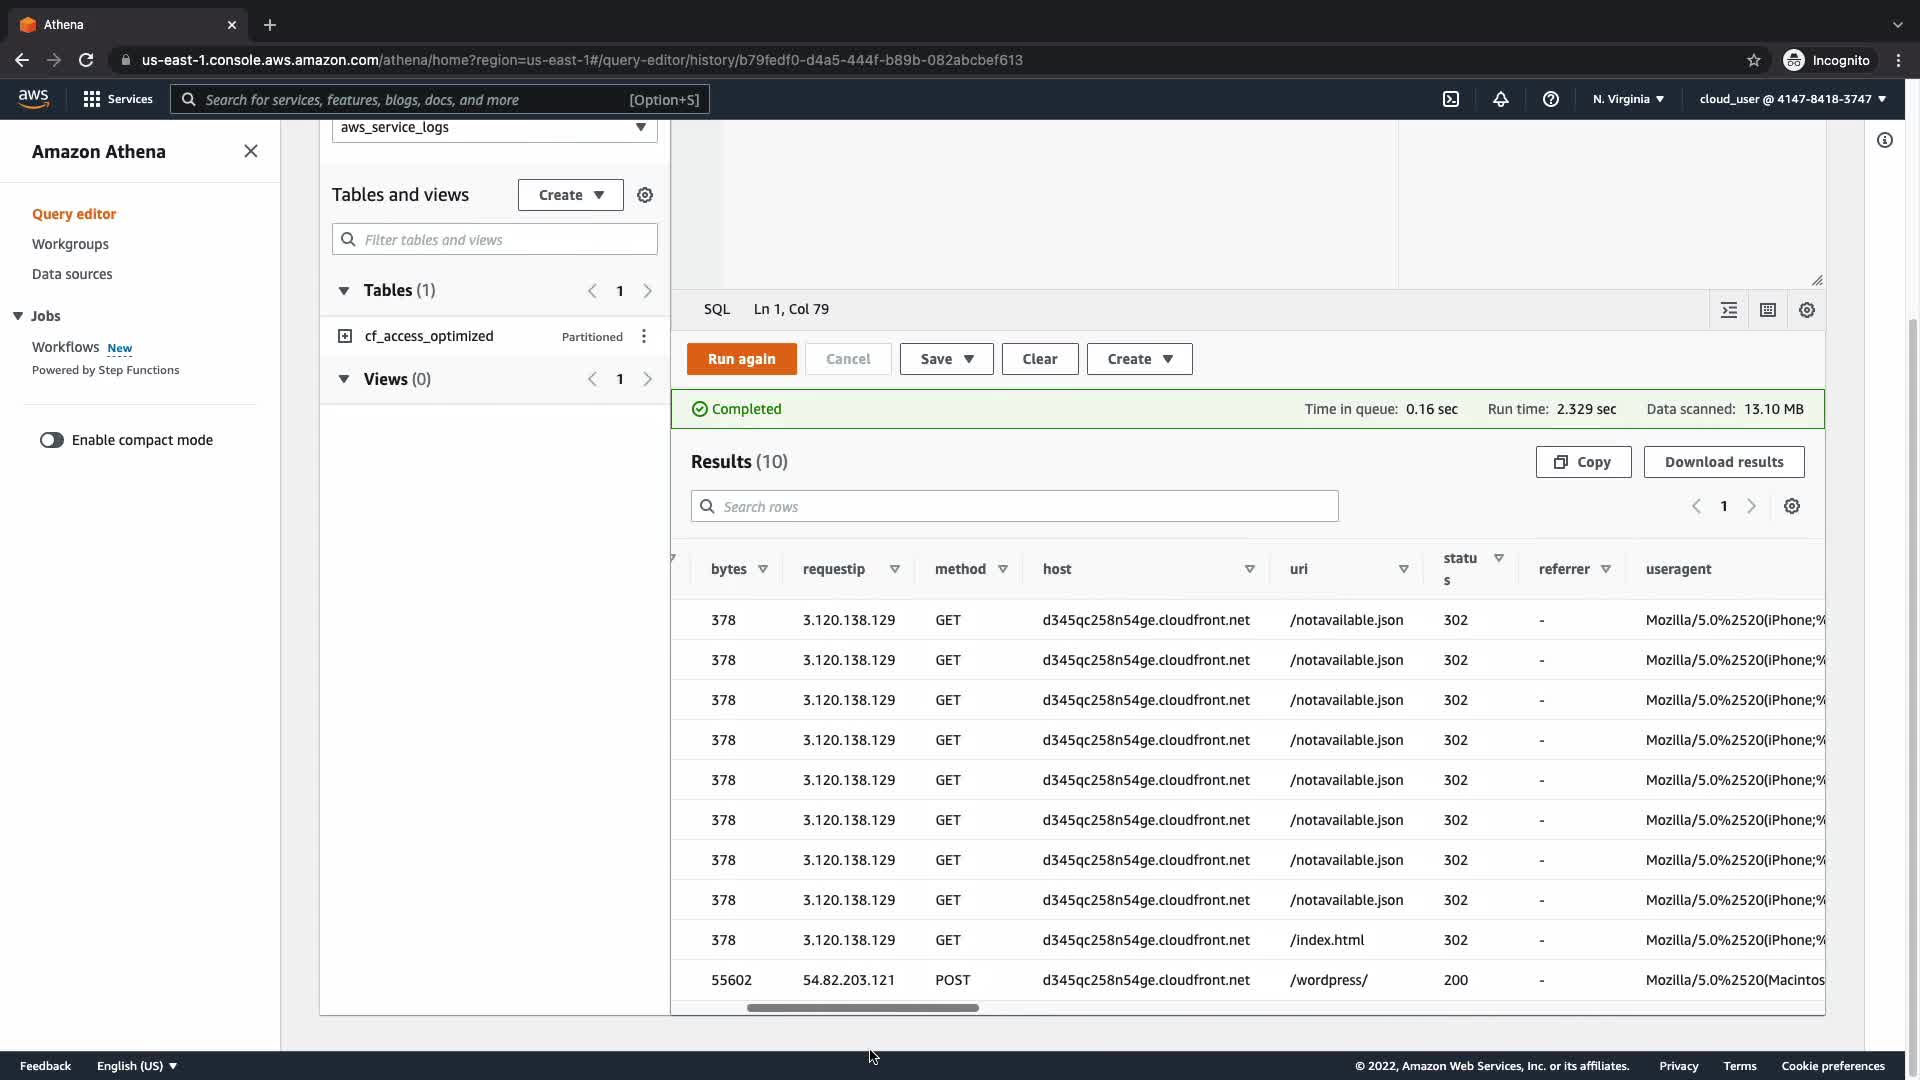 Athena
us-east-1.console.aws.amazon.com/athena/home?region=us-east-1#/query-editor/history/b79fedf0-d4a5-444f-b89b-082abcbef613
Incognito
aws
Services
Search for services, features, blogs, docs, and more
[Option+S]
N. Virginia
cloud_user @ 4147-8418-3747
Amazon Athena
Query editor
Workgroups
Data sources
Jobs
Workflows New
Powered by Step Functions
Enable compact mode
aws_service_logs
Tables and views
Create
Filter tables and views
Tables (1)
1
cf_access_optimized
Partitioned
Views (0)
1
SQL
Ln 1, Col 79
Run again
Cancel
Save
Clear
Create
Completed
Time in queue: 0.16 sec
Run time: 2.329 sec
Data scanned: 13.10 MB
Results (10)
Copy
Download results
Search rows
1
bytes requestip method host uri status referrer useragent
378 3.120.138.129 GET d345qc258n54ge.cloudfront.net /notavailable.json 302 - Mozilla/5.0%2520(iPhone;%
378 3.120.138.129 GET d345qc258n54ge.cloudfront.net /notavailable.json 302 - Mozilla/5.0%2520(iPhone;%
378 3.120.138.129 GET d345qc258n54ge.cloudfront.net /notavailable.json 302 - Mozilla/5.0%2520(iPhone;%
378 3.120.138.129 GET d345qc258n54ge.cloudfront.net /notavailable.json 302 - Mozilla/5.0%2520(iPhone;%
378 3.120.138.129 GET d345qc258n54ge.cloudfront.net /notavailable.json 302 - Mozilla/5.0%2520(iPhone;%
378 3.120.138.129 GET d345qc258n54ge.cloudfront.net /notavailable.json 302 - Mozilla/5.0%2520(iPhone;%
378 3.120.138.129 GET d345qc258n54ge.cloudfront.net /notavailable.json 302 - Mozilla/5.0%2520(iPhone;%
378 3.120.138.129 GET d345qc258n54ge.cloudfront.net /notavailable.json 302 - Mozilla/5.0%2520(iPhone;%
378 3.120.138.129 GET d345qc258n54ge.cloudfront.net /index.html 302 - Mozilla/5.0%2520(iPhone;%
55602 54.82.203.121 POST d345qc258n54ge.cloudfront.net /wordpress/ 200 - Mozilla/5.0%2520(Macintos
Feedback
English (US)
© 2022, Amazon Web Services, Inc. or its affiliates.
Privacy
Terms
Cookie preferences